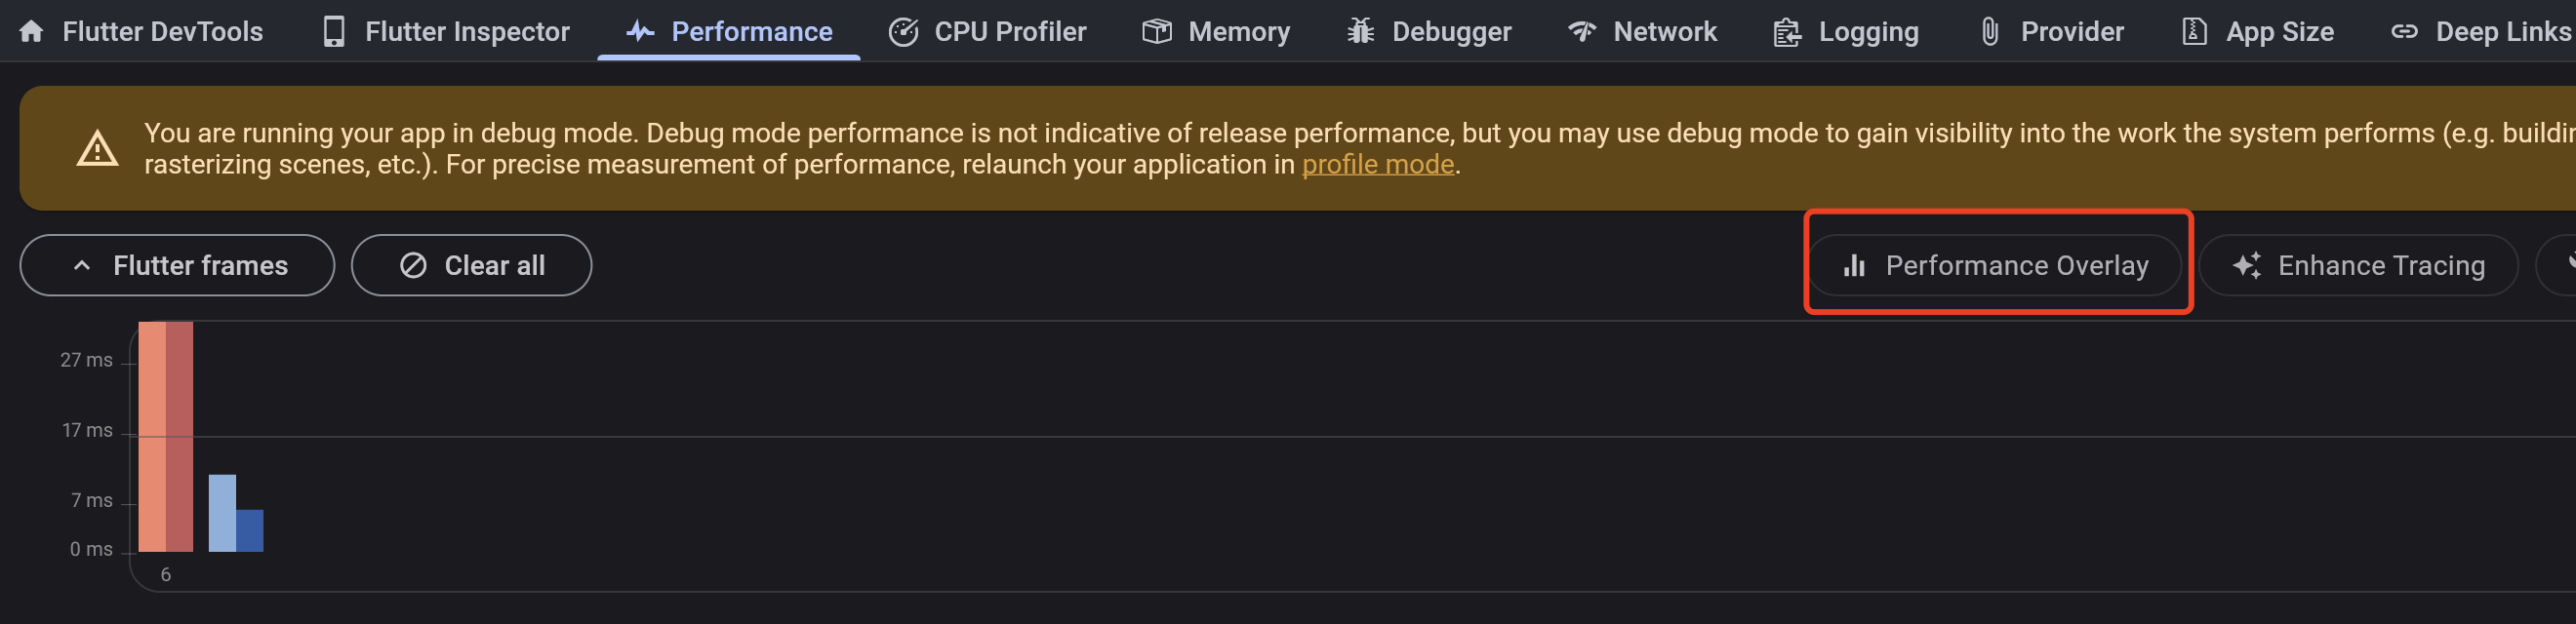 Flutter DevTools Flutter Inspector Performance CPU Profiler Memory Debugger Network Logging Provider App Size Deep Links
You are running your app in debug mode. Debug mode performance is not indicative of release performance, but you may use debug mode to gain visibility into the work the system performs (e.g.
rasterizing scenes, etc.). For precise measurement of performance, relaunch your application in profile mode.
Flutter frames Clear all Performance Overlay Enhance Tracing
27 ms
17 ms
7 ms
0 ms
6